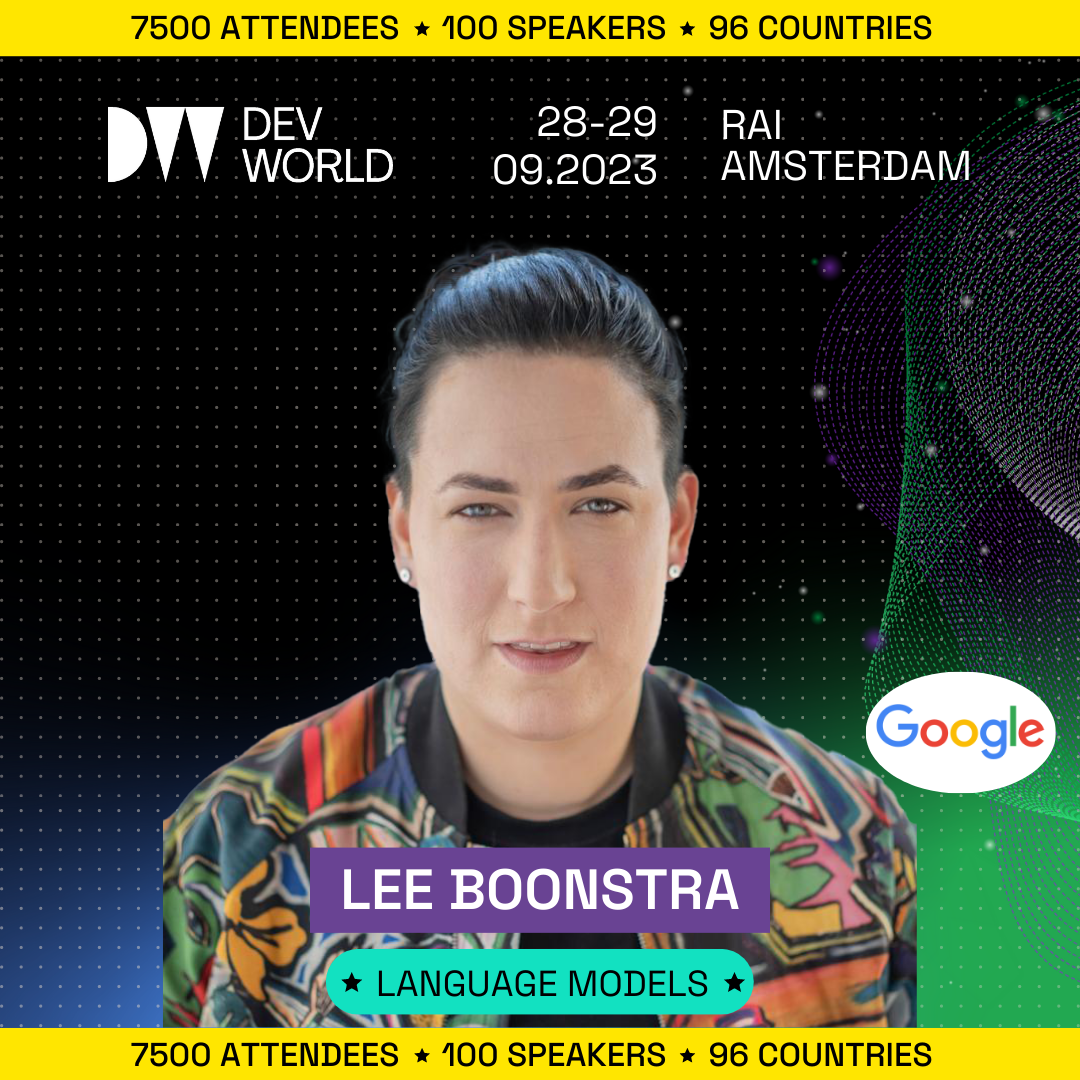 7500 ATTENDEES ★ 100 SPEAKERS ★ 96 COUNTRIES
DEV
WORLD
28-29
09.2023
RAI
AMSTERDAM
Google
LEE BOONSTRA
★ LANGUAGE MODELS ★
7500 ATTENDEES ★ 100 SPEAKERS ★ 96 COUNTRIES